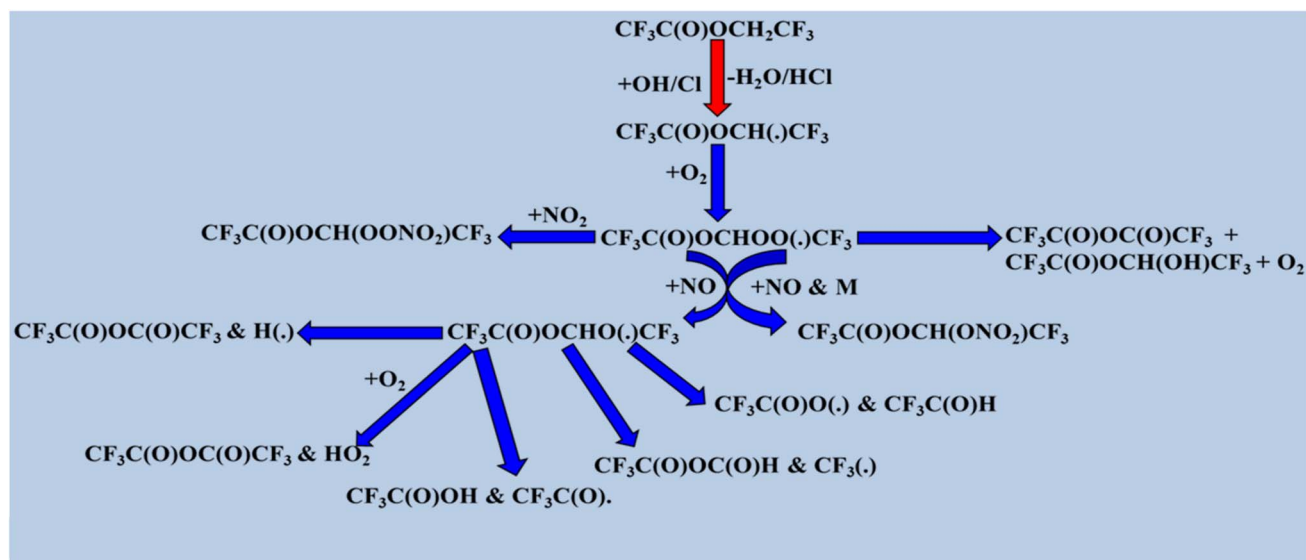 CF₃C(O)OCH₂CF₃
+OH/Cl -H₂O/HCl
CF₃C(O)OCH(.)CF₃
+O₂
CF₃C(O)OCH(OONO₂)CF₃ +NO₂ CF₃C(O)OCHOO(.)CF₃ CF₃C(O)OC(O)CF₃ +
CF₃C(O)OCH(OH)CF₃ + O₂
+NO +NO & M
CF₃C(O)OC(O)CF₃ & H(.) CF₃C(O)OCHO(.)CF₃ CF₃C(O)OCH(ONO₂)CF₃
+O₂
CF₃C(O)O(.) & CF₃C(O)H
CF₃C(O)OC(O)CF₃ & HO₂ CF₃C(O)OC(O)H & CF₃(.)
CF₃C(O)OH & CF₃C(O).